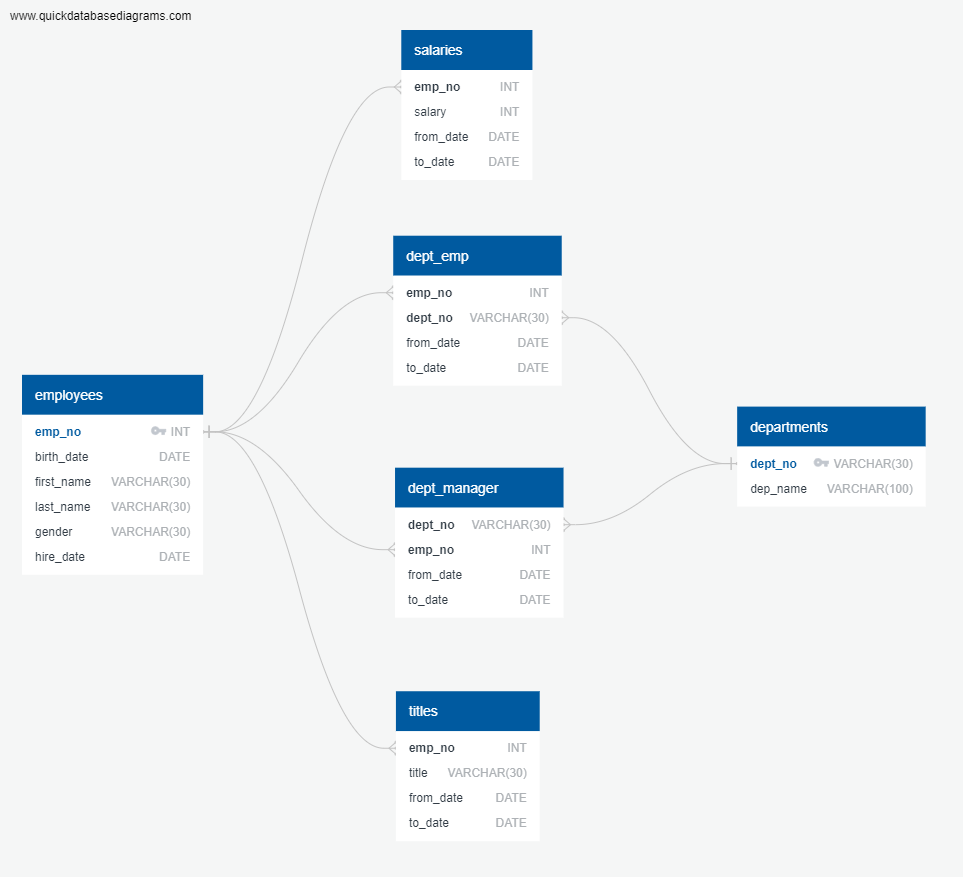 www.quickdatabasediagrams.com
salaries
emp_no INT
salary INT
from_date DATE
to_date DATE
dept_emp
emp_no INT
dept_no VARCHAR(30)
from_date DATE
to_date DATE
employees
emp_no INT
birth_date DATE
first_name VARCHAR(30)
last_name VARCHAR(30)
gender VARCHAR(30)
hire_date DATE
departments
dept_no VARCHAR(30)
dep_name VARCHAR(100)
dept_manager
dept_no VARCHAR(30)
emp_no INT
from_date DATE
to_date DATE
titles
emp_no INT
title VARCHAR(30)
from_date DATE
to_date DATE